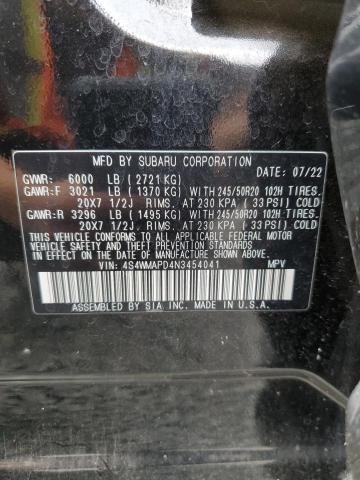 MFD BY SUBARU CORPORATION
GVWR: 6000 LB ( 2721 KG) DATE: 07/22
GAWR:F 3021 LB ( 1370 KG) WITH 245/50R20 102H TIRES.
20X7 1/2J RIMS. AT 230 KPA ( 33 PSI) COLD
GAWR:R 3296 LB ( 1495 KG) WITH 245/50R20 102H TIRES.
20X7 1/2J RIMS. AT 230 KPA ( 33 PSI) COLD
THIS VEHICLE CONFORMS TO ALL APPLICABLE FEDERAL MOTOR
VEHICLE SAFETY, BUMPER, AND THEFT PREVENTION STANDARDS
IN EFFECT ON THE DATE OF MANUFACTURE SHOWN ABOVE.
VIN: 4S4WMAPD4N3454041 MPV
ASSEMBLED BY SIA INC. MADE IN U.S.A.